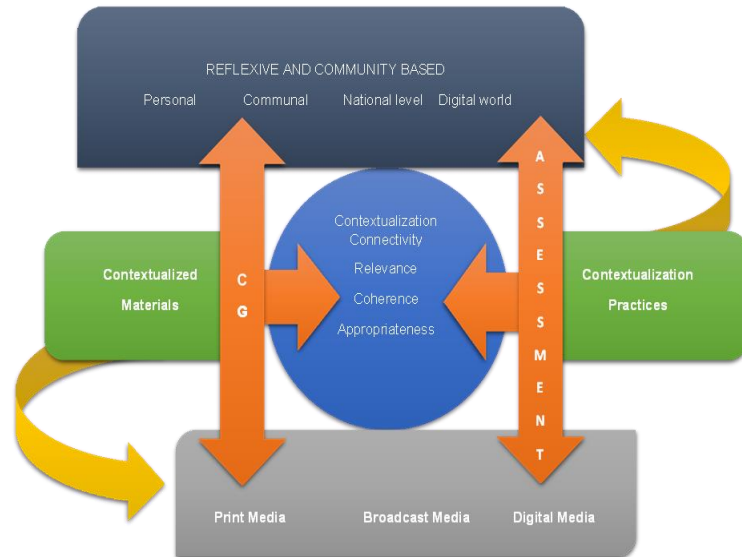 REFLEXIVE AND COMMUNITY BASED
Personal Communal National level Digital world
Contextualization
Connectivity
Relevance
Coherence
Appropriateness
Contextualized
Materials
C
G
A
S
S
E
S
S
M
E
N
T
Contextualization
Practices
Print Media Broadcast Media Digital Media